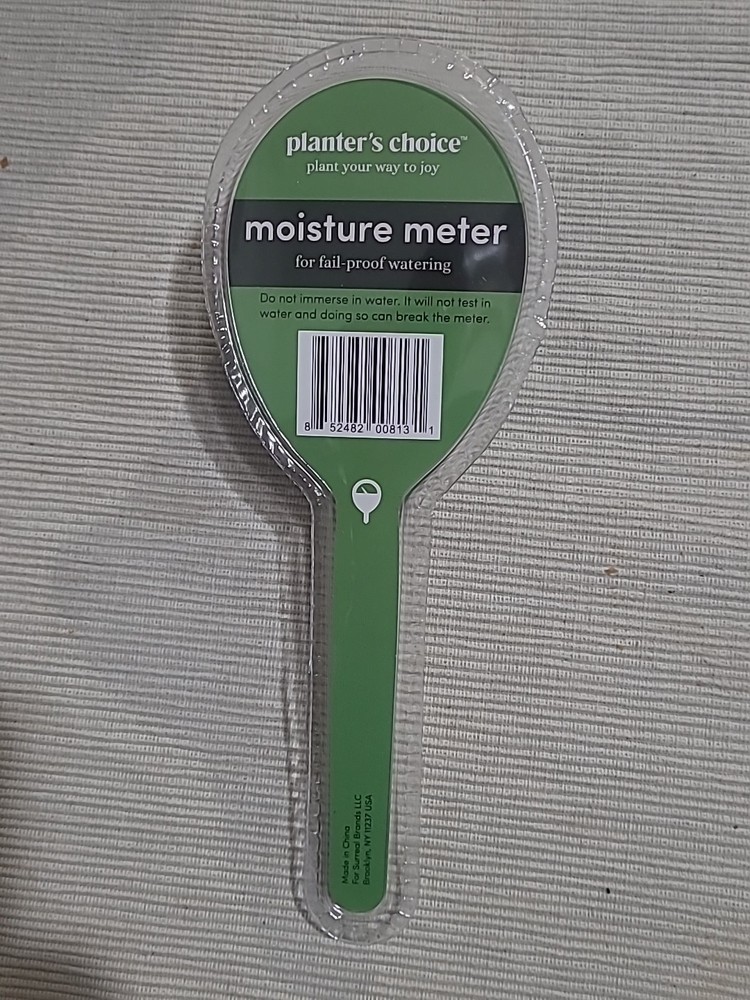 planter's choice™
plant your way to joy
moisture meter
for fail-proof watering
Do not immerse in water. It will not test in
water and doing so can break the meter.
8 52482 00813 1
Made in China
For Surreal Brands LLC
Brooklyn, NY 11237 USA